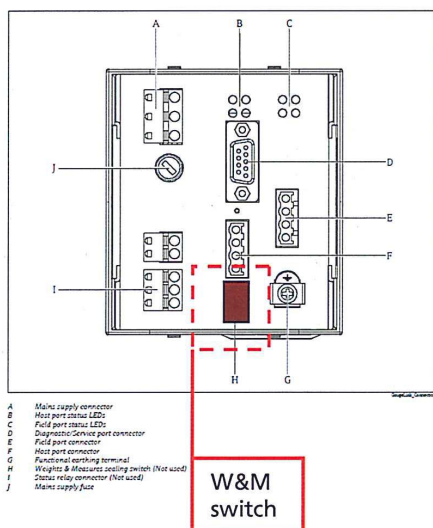 A
B
C
J
D
E
F
I
H
G
A Mains supply connector
B Host port status LEDs
C Field port status LEDs
D Diagnostic/Service port connector
E Field port connector
F Host port connector
G Functional earthing terminal
H Weights & Measures sealing switch (Not used)
I Status relay connector (Not used)
J Mains supply fuse
W&M
switch